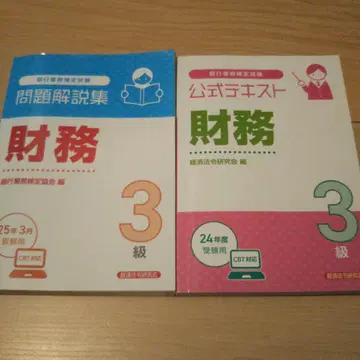 銀行業務検定試験
問題解説集
財務
銀行業務検定協会 編
3
級
25年3月
受験用
CBT対応
経済法令研究会
銀行業務検定試験
公式テキスト
財務
経済法令研究会 編
3
級
24年度
受験用
CBT対応
経済法令研究会